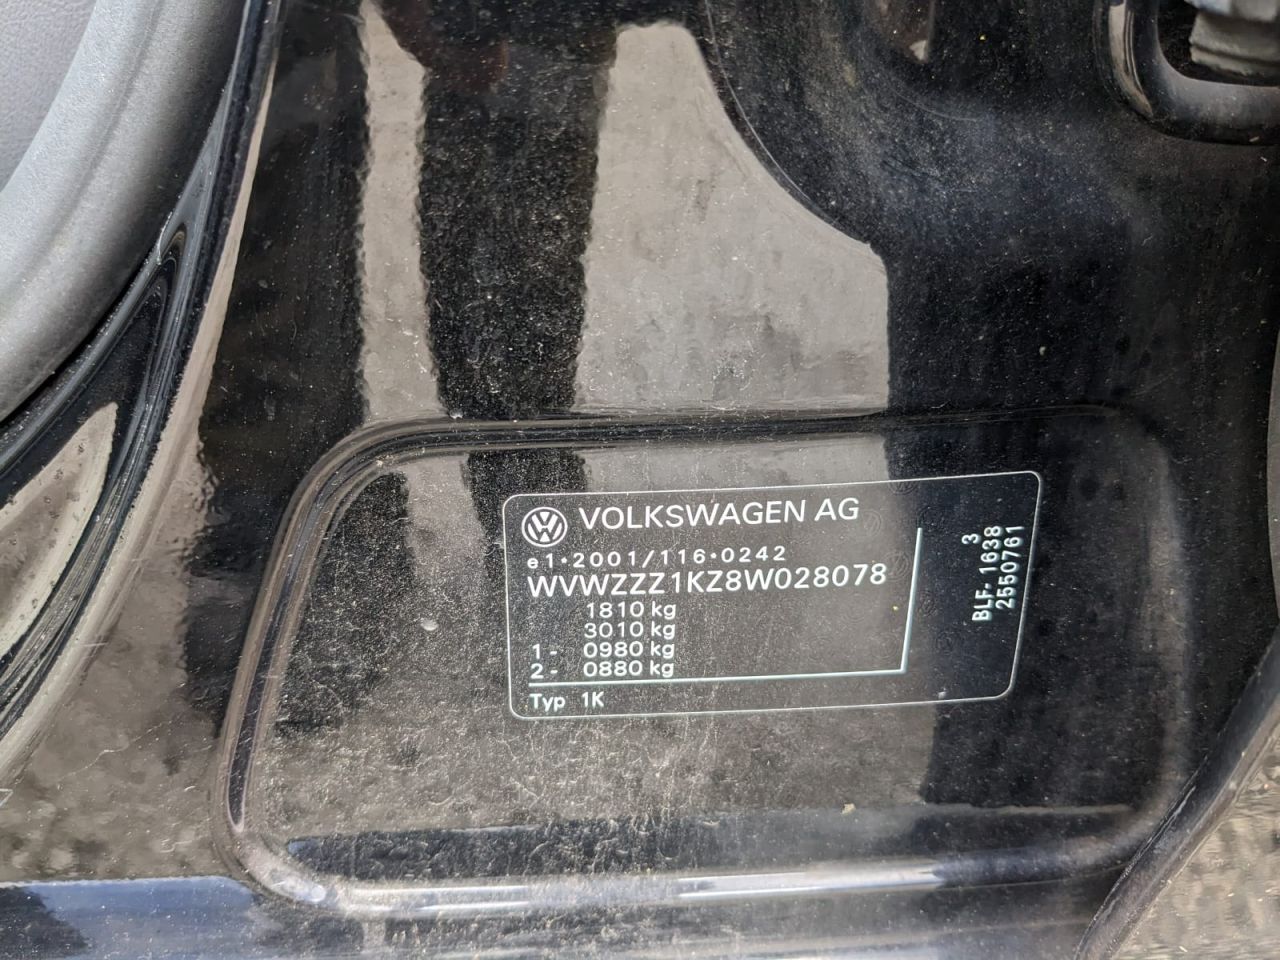 VOLKSWAGEN AG
e1*2001/116*0242
WVWZZZ1KZ8W028078
1810 kg
3010 kg
1 - 0980 kg
2 - 0880 kg
Typ 1K
3
BLF- 1638
2550761